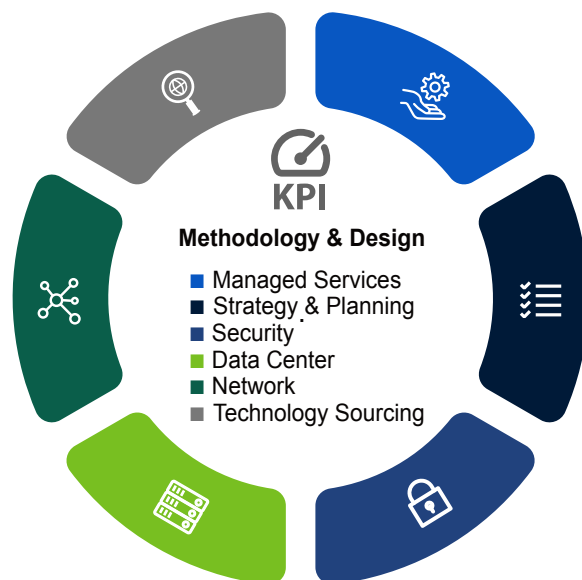 KPI
Methodology & Design
Managed Services
Strategy & Planning
Security
Data Center
Network
Technology Sourcing